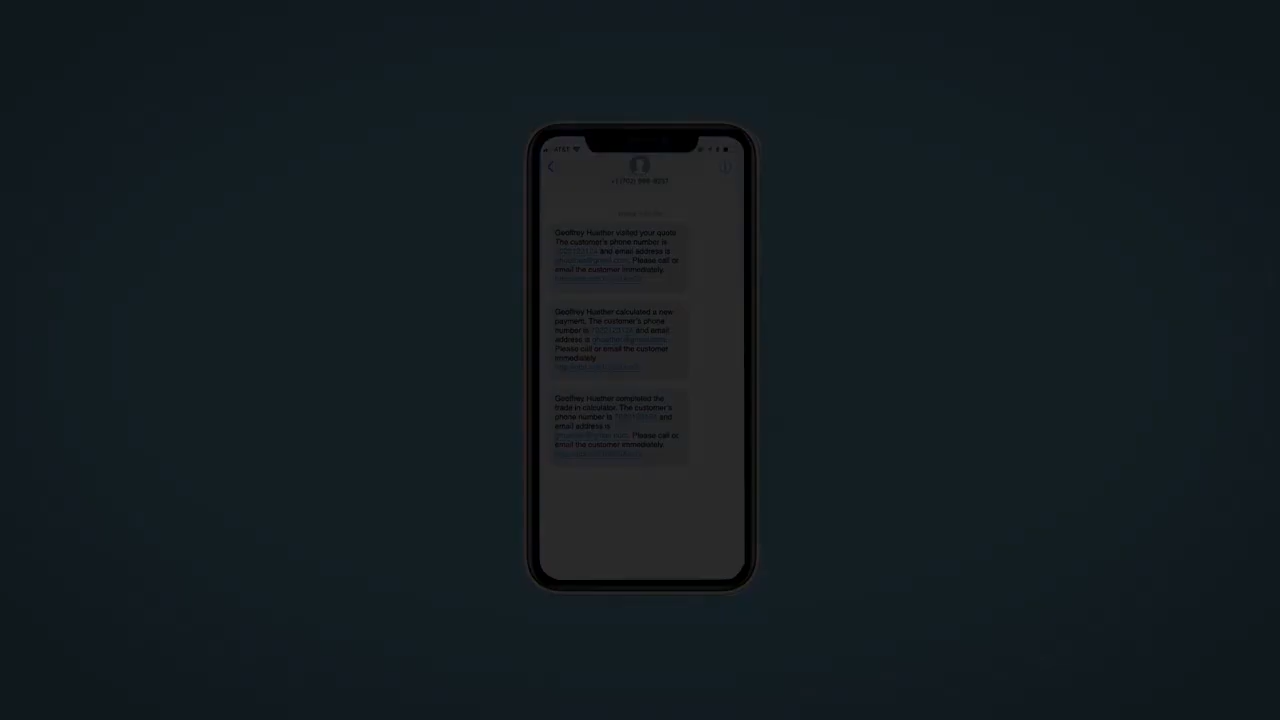 AT&T
Geoffrey Huether visited your quote.
The customer's phone number is
and email address is
Please call or
email the customer immediately.
Geoffrey Huether calculated a new
payment. The customer's phone
number is and email
address is
Please call or email the customer
immediately
Geoffrey Huether completed the
trade in calculator. The customer's
phone number is and
email address is
Please call or
email the customer immediately.